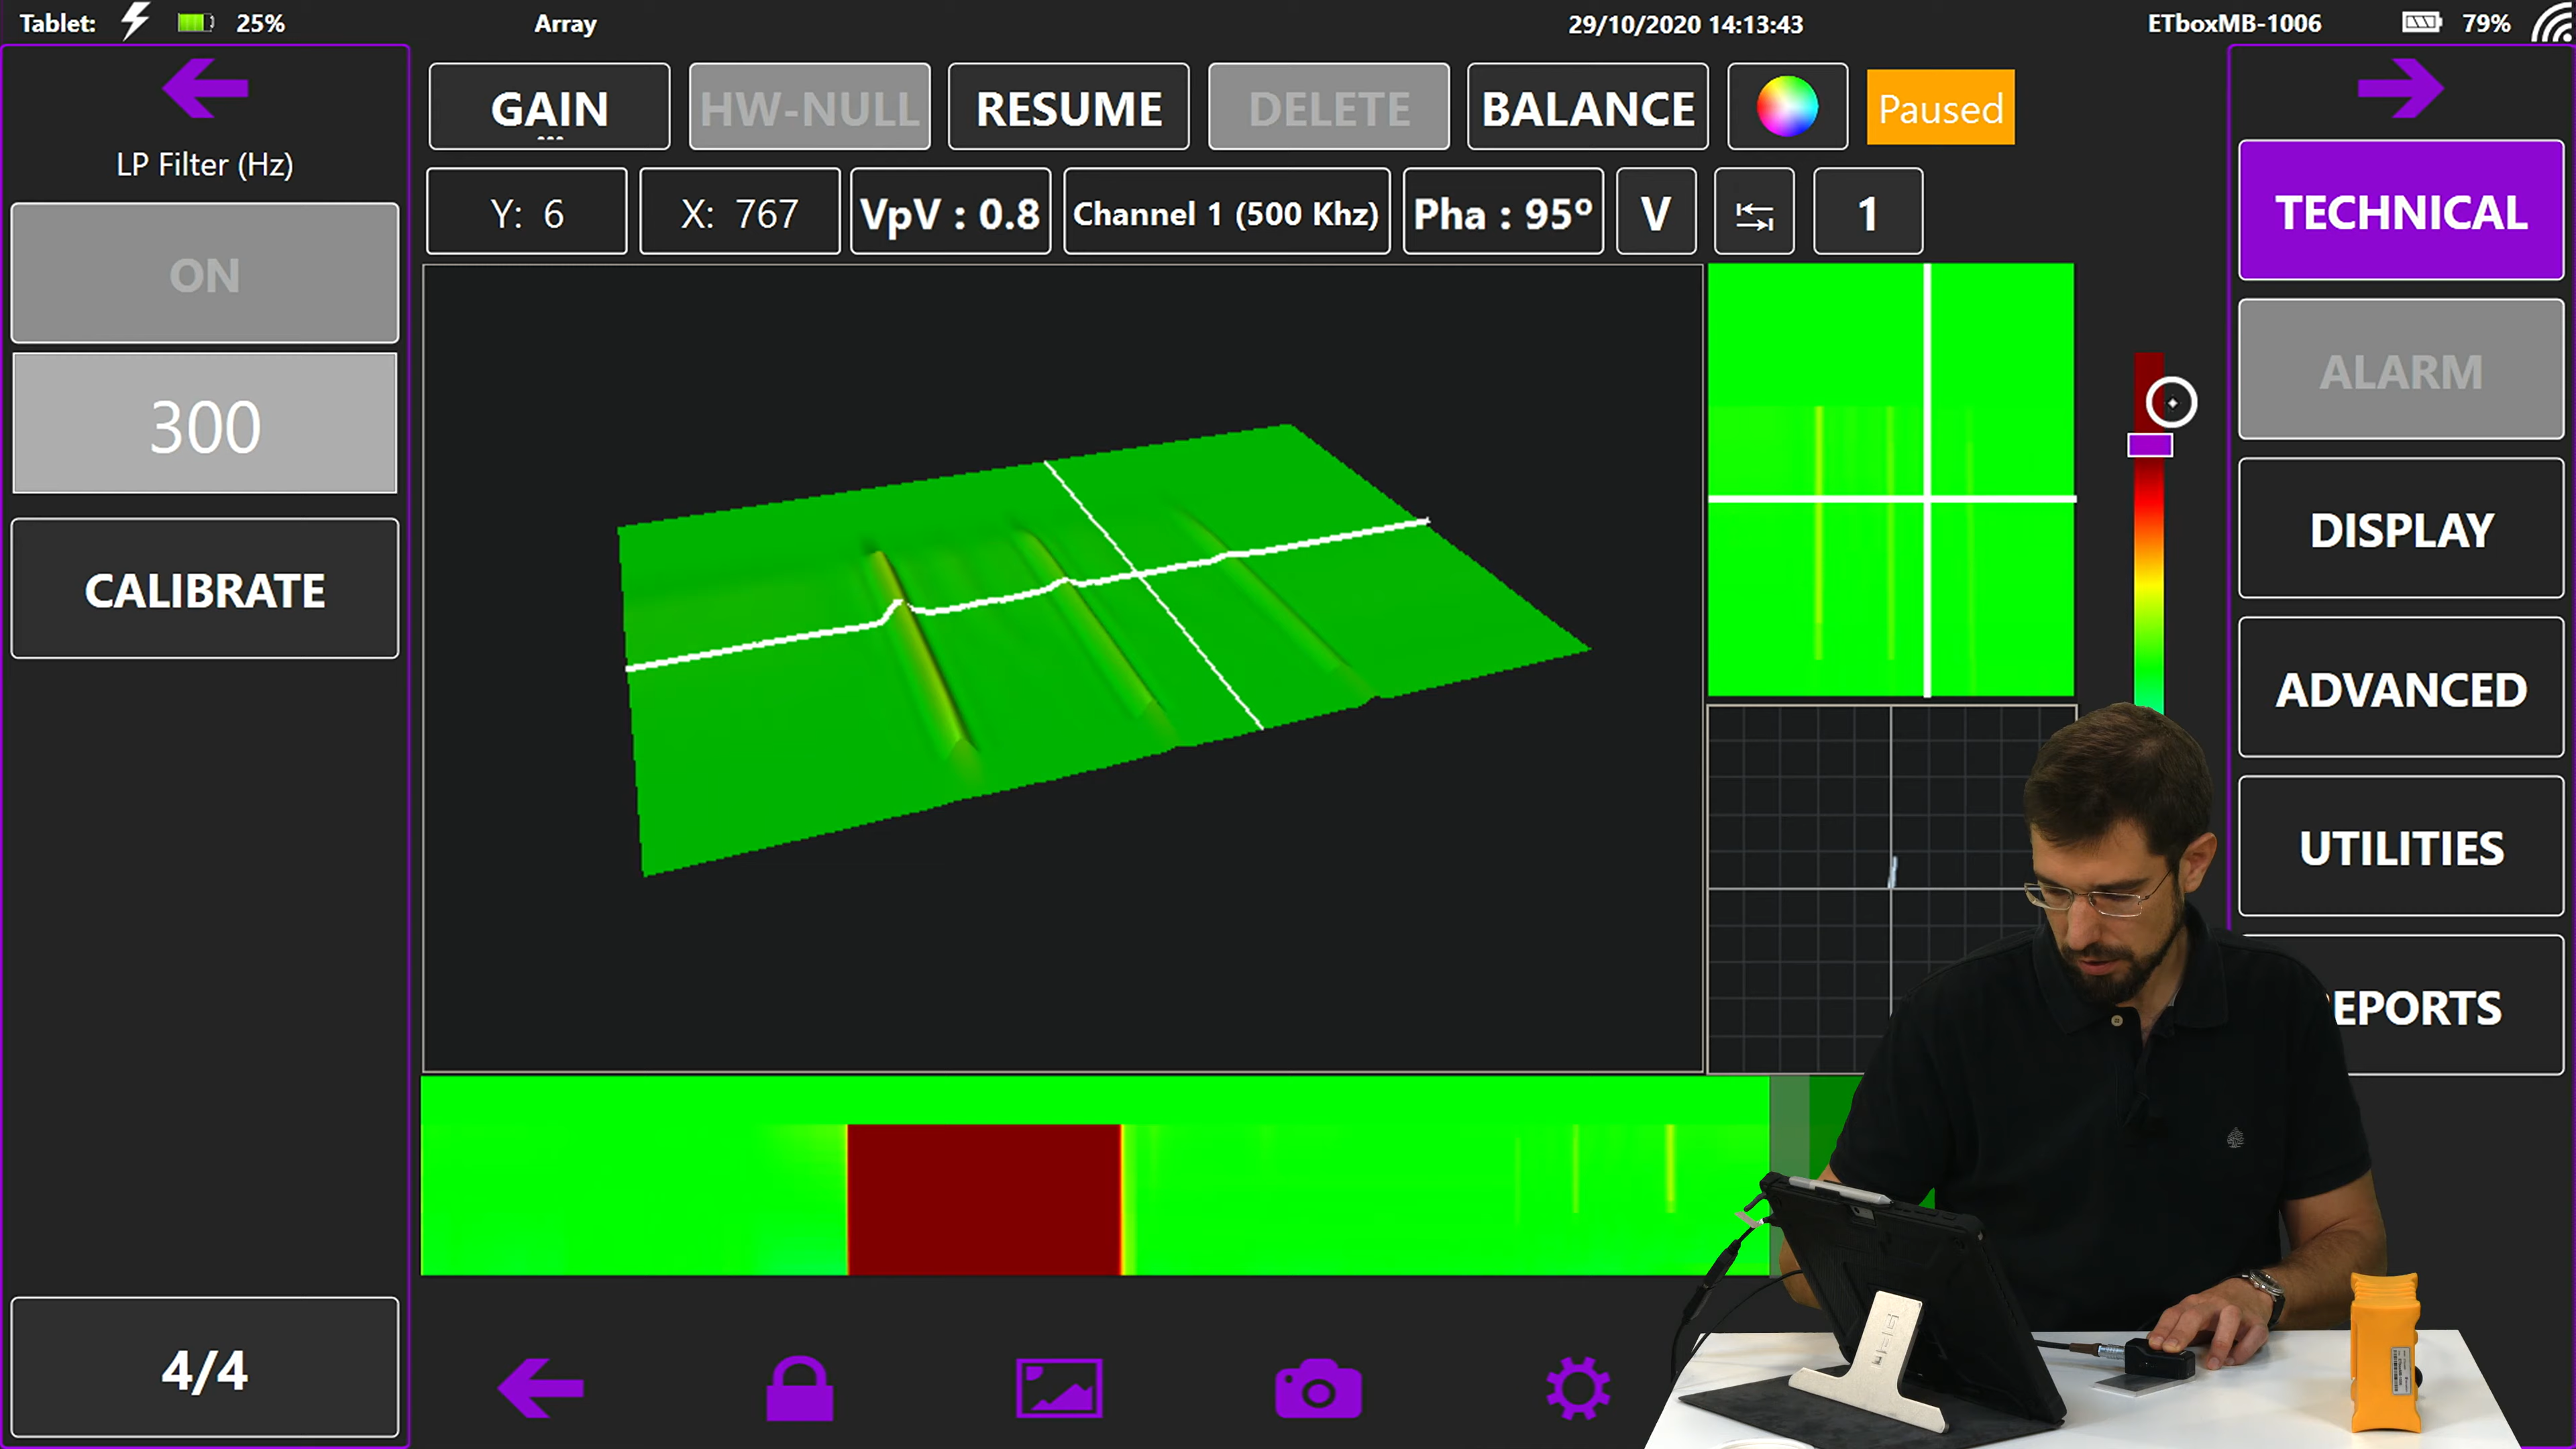 Tablet: 25% Array 29/10/2020 14:13:43 ETboxMB-1006 79%
GAIN ... HW-NULL RESUME DELETE BALANCE Paused
LP Filter (Hz)
Y: 6 X: 767 VpV : 0.8 Channel 1 (500 Khz) Pha : 95º V 1
ON
300
CALIBRATE
4/4
TECHNICAL
ALARM
DISPLAY
ADVANCED
UTILITIES
EPORTS